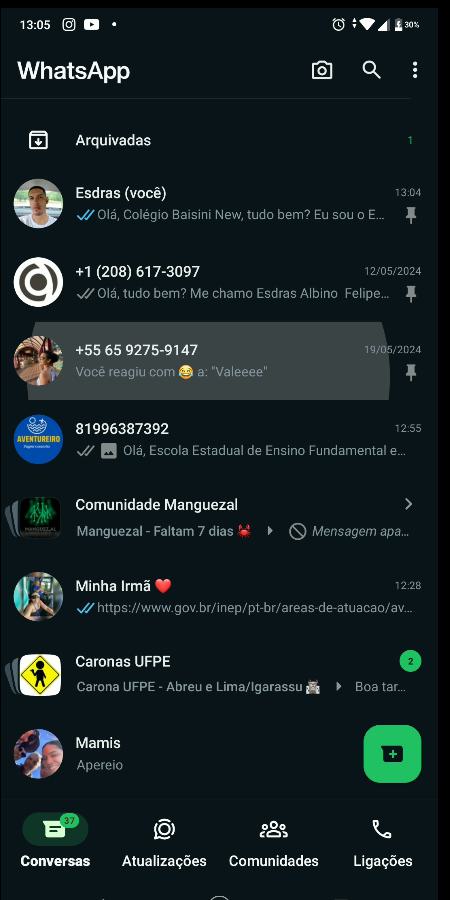 13:05
30%
WhatsApp
Arquivadas
1
Esdras (você)
13:04
Olá, Colégio Baisini New, tudo bem? Eu sou o E...
+1 (208) 617-3097
12/05/2024
Olá, tudo bem? Me chamo Esdras Albino Felipe...
+55 65 9275-9147
19/05/2024
Você reagiu com 😂 a: "Valeeee"
AVENTUREIRO
81996387392
12:55
Olá, Escola Estadual de Ensino Fundamental e...
MANGUEZAL
Comunidade Manguezal
Manguezal - Faltam 7 dias 🦀
Mensagem apa...
Minha Irmã ❤️
12:28
https://www.gov.br/inep/pt-br/areas-de-atuacao/av...
Caronas UFPE
2
Carona UFPE - Abreu e Lima/Igarassu
Boa tar...
Mamis
Apereio
37
Conversas
Atualizações
Comunidades
Ligações